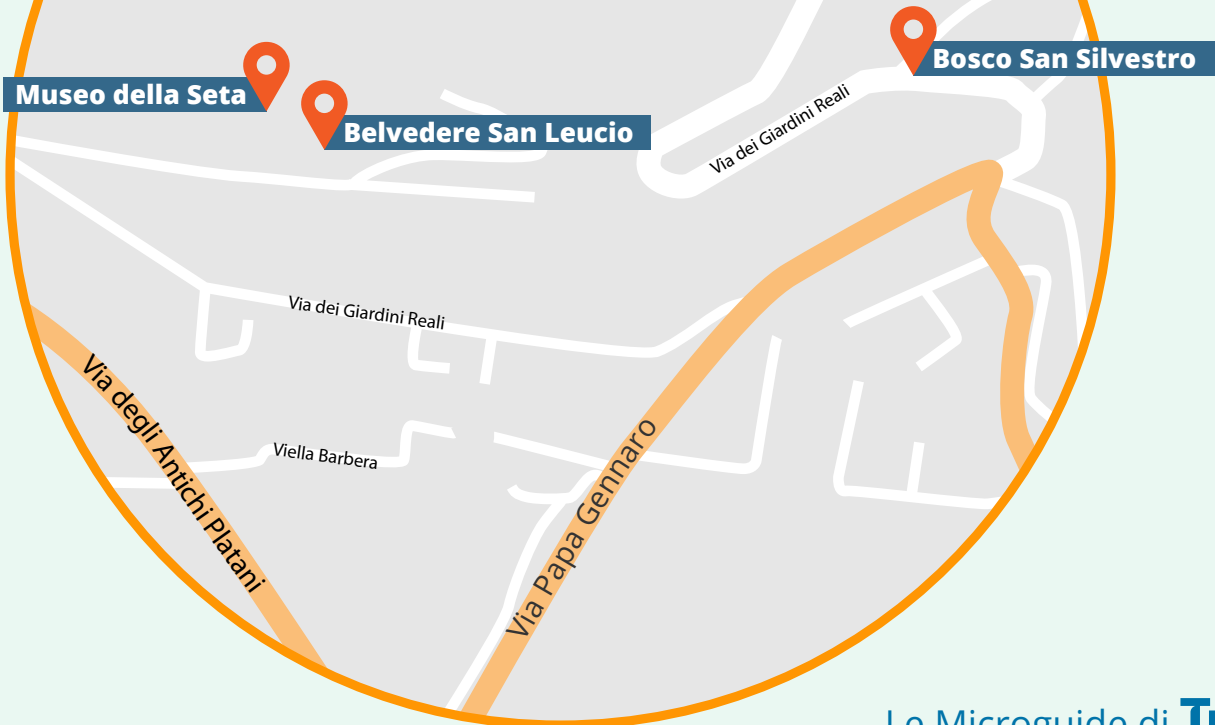 Bosco San Silvestro
Museo della Seta
Belvedere San Leucio
Via dei Giardini Reali
Via dei Giardini Reali
Via degli Antichi Platani
Viella Barbera
Via Papa Gennaro
Le Microguide di